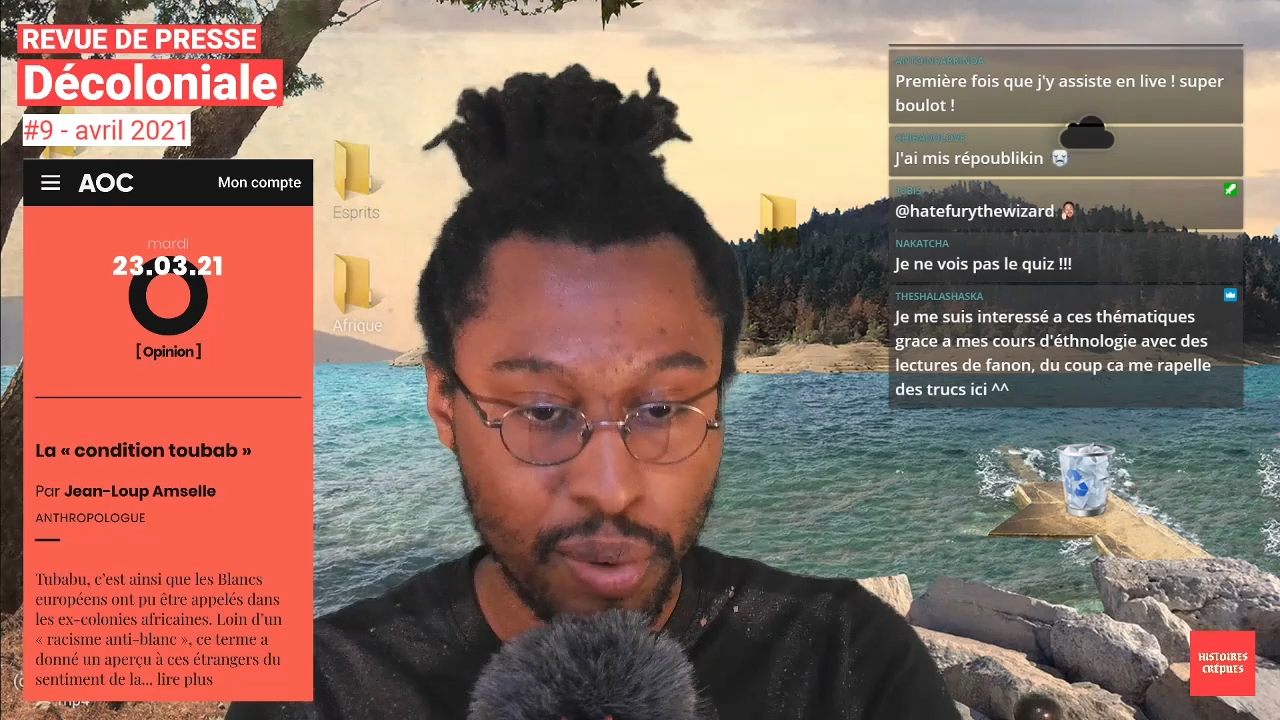 REVUE DE PRESSE
Décoloniale
#9 - avril 2021
AOC
Mon compte
mardi
23.03.21
[ Opinion ]
La « condition toubab »
Par Jean-Loup Amselle
ANTHROPOLOGUE
Tubabu, c'est ainsi que les Blancs
européens ont pu être appelés dans
les ex-colonies africaines. Loin d'un
« racisme anti-blanc », ce terme a
donné un aperçu à ces étrangers du
sentiment de la... lire plus
Esprits
Afrique
Première fois que j'y assiste en live ! super
boulot !
J'ai mis répoublikin
@hatefurythewizard
NAKATCHA
Je ne vois pas le quiz !!!
THESHALASHASKA
Je me suis interessé a ces thématiques
grace a mes cours d'éthnologie avec des
lectures de fanon, du coup ca me rapelle
des trucs ici ^^
HISTOIRES
CRÉPUES